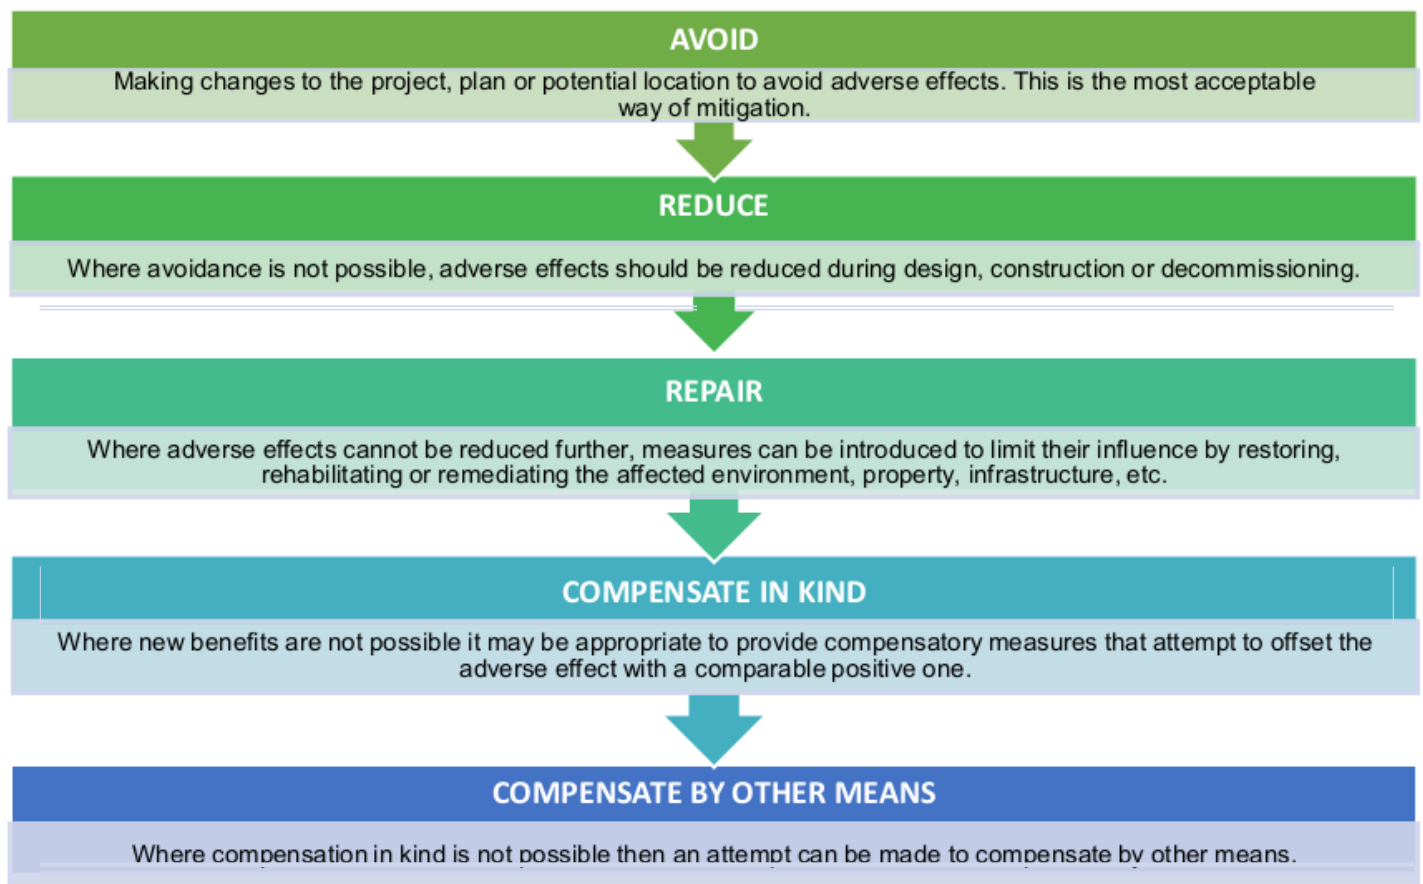 AVOID
Making changes to the project, plan or potential location to avoid adverse effects. This is the most acceptable
way of mitigation.
REDUCE
Where avoidance is not possible, adverse effects should be reduced during design, construction or decommissioning.
REPAIR
Where adverse effects cannot be reduced further, measures can be introduced to limit their influence by restoring,
rehabilitating or remediating the affected environment, property, infrastructure, etc.
COMPENSATE IN KIND
Where new benefits are not possible it may be appropriate to provide compensatory measures that attempt to offset the
adverse effect with a comparable positive one.
COMPENSATE BY OTHER MEANS
Where compensation in kind is not possible then an attempt can be made to compensate by other means.